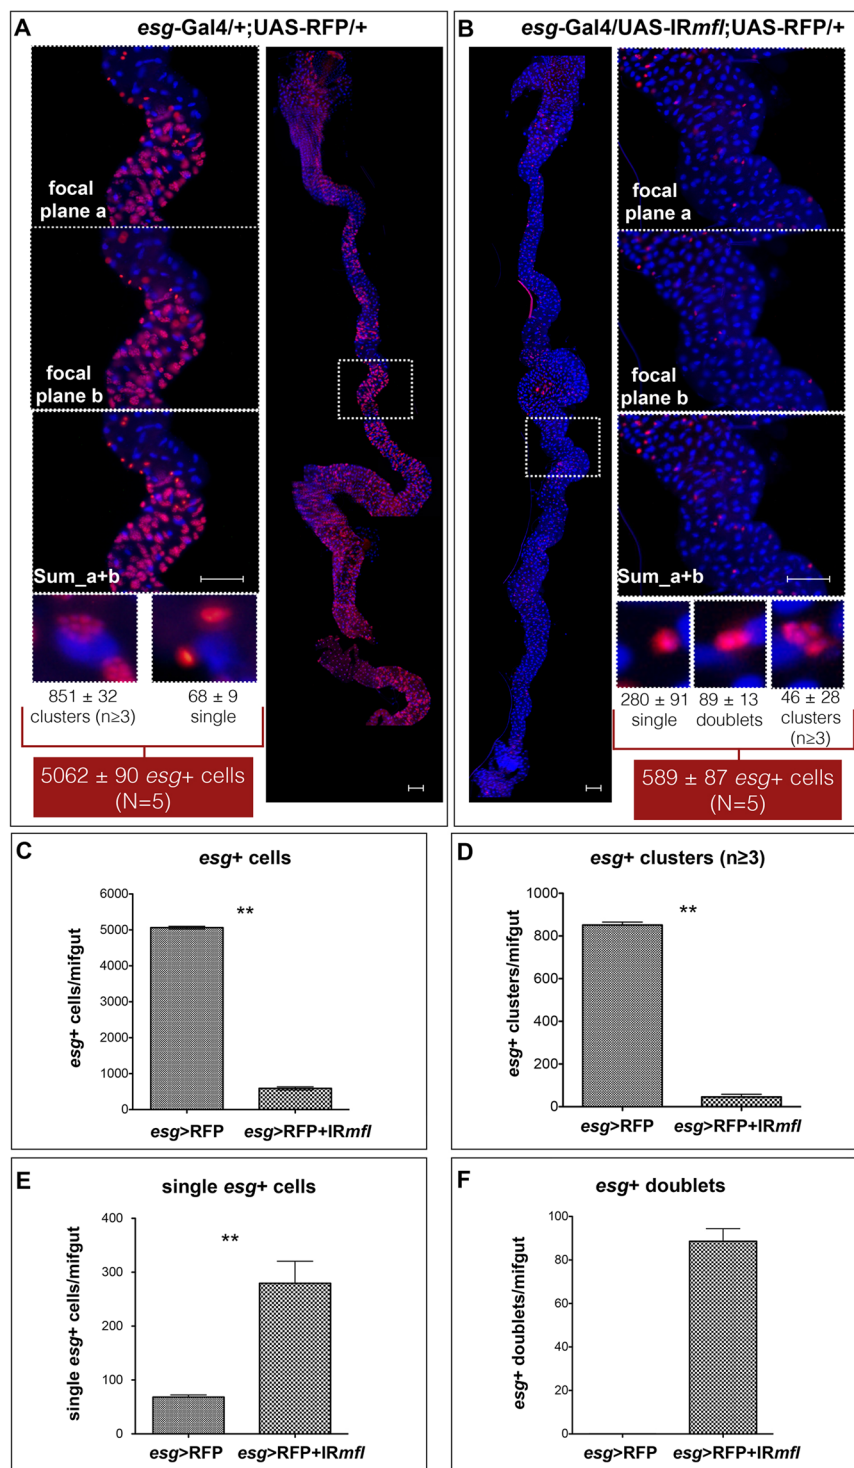 A
esg-Gal4/+;UAS-RFP/+
focal
plane a
focal
plane b
Sum_a+b
851 ± 32
clusters (n≥3)
68 ± 9
single
5062 ± 90 esg+ cells
(N=5)
B
esg-Gal4/UAS-IRmfl;UAS-RFP/+
focal
plane a
focal
plane b
Sum_a+b
280 ± 91
single
89 ± 13
doublets
46 ± 28
clusters
(n≥3)
589 ± 87 esg+ cells
(N=5)
C
esg+ cells
esg+ cells/mifgut
6000
5000
4000
3000
2000
1000
0
**
esg>RFP
esg>RFP+IRmfl
D
esg+ clusters (n≥3)
esg+ clusters/mifgut
1000
800
600
400
200
0
**
esg>RFP
esg>RFP+IRmfl
E
single esg+ cells
single esg+ cells/mifgut
400
300
200
100
0
**
esg>RFP
esg>RFP+IRmfl
F
esg+ doublets
esg+ doublets/mifgut
100
80
60
40
20
0
esg>RFP
esg>RFP+IRmfl